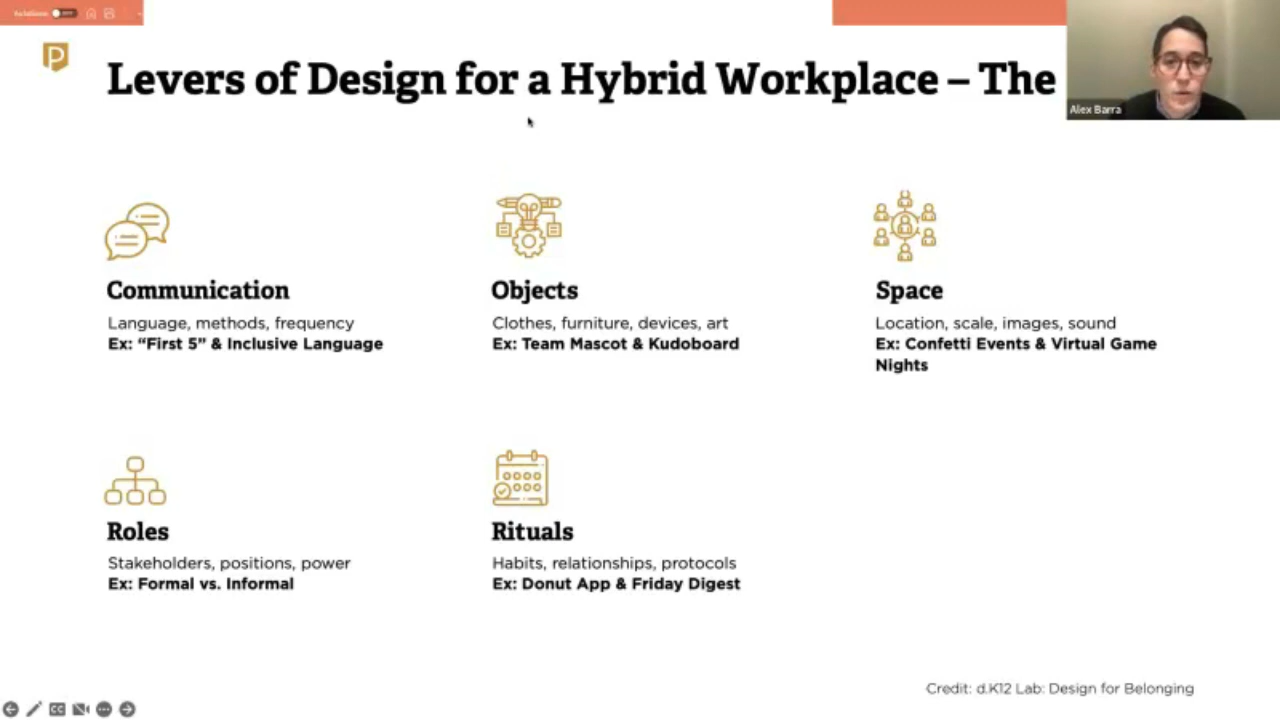 AutoSave OFF
P
Levers of Design for a Hybrid Workplace – The
Alex Barra
Communication
Language, methods, frequency
Ex: “First 5” & Inclusive Language
Objects
Clothes, furniture, devices, art
Ex: Team Mascot & Kudoboard
Space
Location, scale, images, sound
Ex: Confetti Events & Virtual Game
Nights
Roles
Stakeholders, positions, power
Ex: Formal vs. Informal
Rituals
Habits, relationships, protocols
Ex: Donut App & Friday Digest
Credit: d.K12 Lab: Design for Belonging
CC